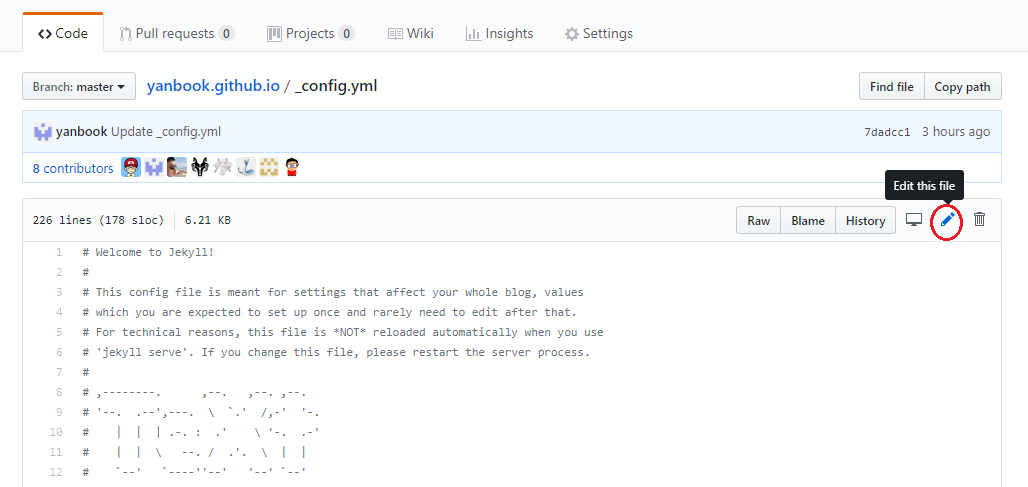 Code Pull requests 0 Projects 0 Wiki Insights Settings
Branch: master yanbook.github.io / _config.yml Find file Copy path
yanbook Update _config.yml 7dadcc1 3 hours ago
8 contributors
Edit this file
226 lines (178 sloc) 6.21 KB Raw Blame History
1 # Welcome to Jekyll!
2 #
3 # This config file is meant for settings that affect your whole blog, values
4 # which you are expected to set up once and rarely need to edit after that.
5 # For technical reasons, this file is *NOT* reloaded automatically when you use
6 # 'jekyll serve'. If you change this file, please restart the server process.
7 #
8 # ,--------.      ,--.   ,--. ,--.
9 # '--.  .--',---.  \  `.'  /,-'  '-.
10 #    |  |  | .-. :  .'    \ '-.  .-'
11 #    |  |  \   --. /  .'.  \  |  |
12 #    `--'   `----''--'   '--' `--'